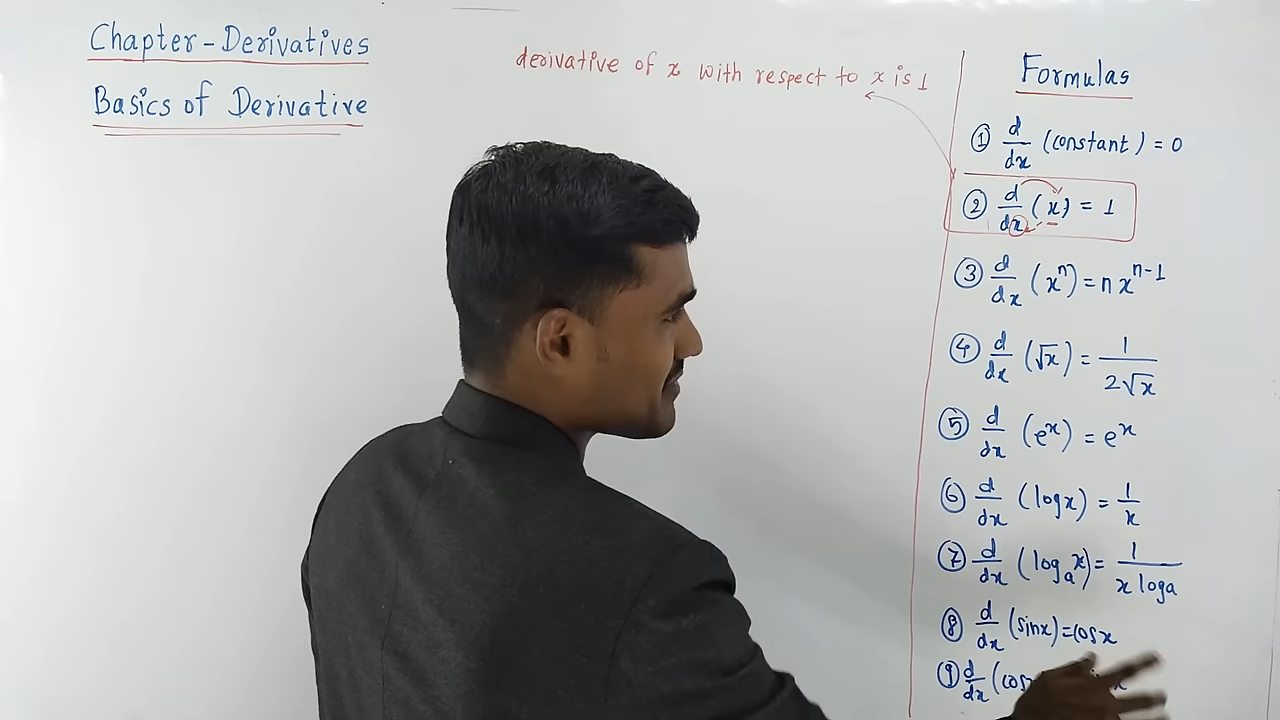 Chapter-Derivatives
Basics of Derivative
derivative of x with respect to x is 1
Formulas
① d/dx (constant) = 0
② d/dx (x) = 1
③ d/dx (xⁿ) = n xⁿ⁻¹
④ d/dx (√x) = 1/2√x
⑤ d/dx (eˣ) = eˣ
⑥ d/dx (log x) = 1/x
⑦ d/dx (logₐ x) = 1/x log a
⑧ d/dx (sin x) = cos x
⑨ d/dx (cos